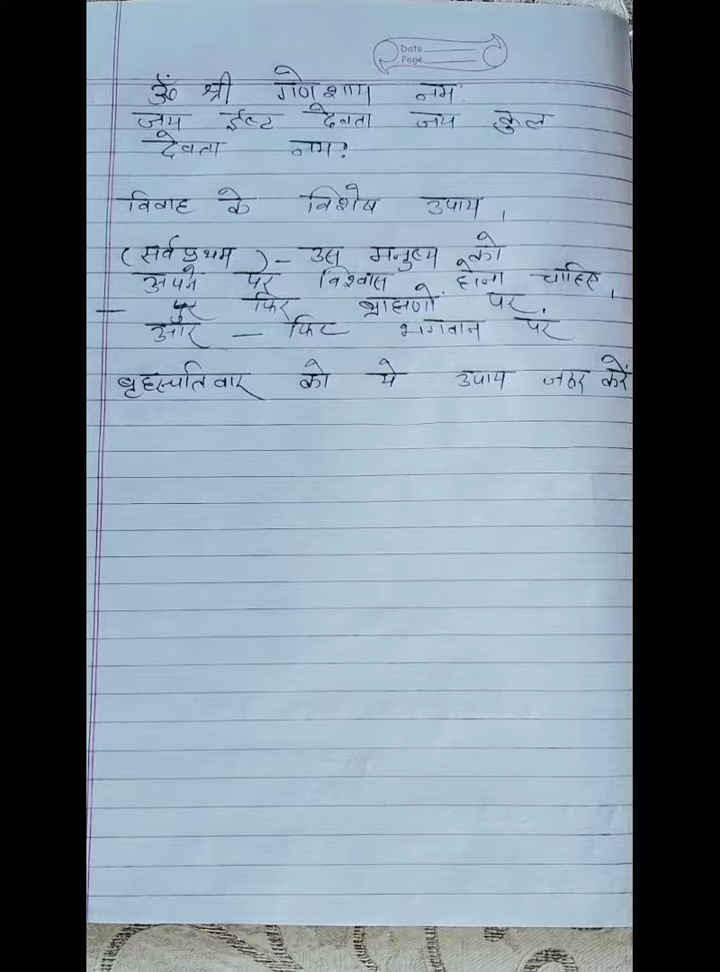 Date
Page
ॐ श्री गणेशाय नम:
जय ईष्ट देवता जय कुल
देवता नम:
विवाह के विशेष उपाय ।
(सर्वप्रथम) - उस मनुष्य को
अपने पर विश्वास होना चाहिए ।
- फिर ब्राह्मणों पर.
और - फिर भगवान पर
बृहस्पतिवार को ये उपाय जरुर करें